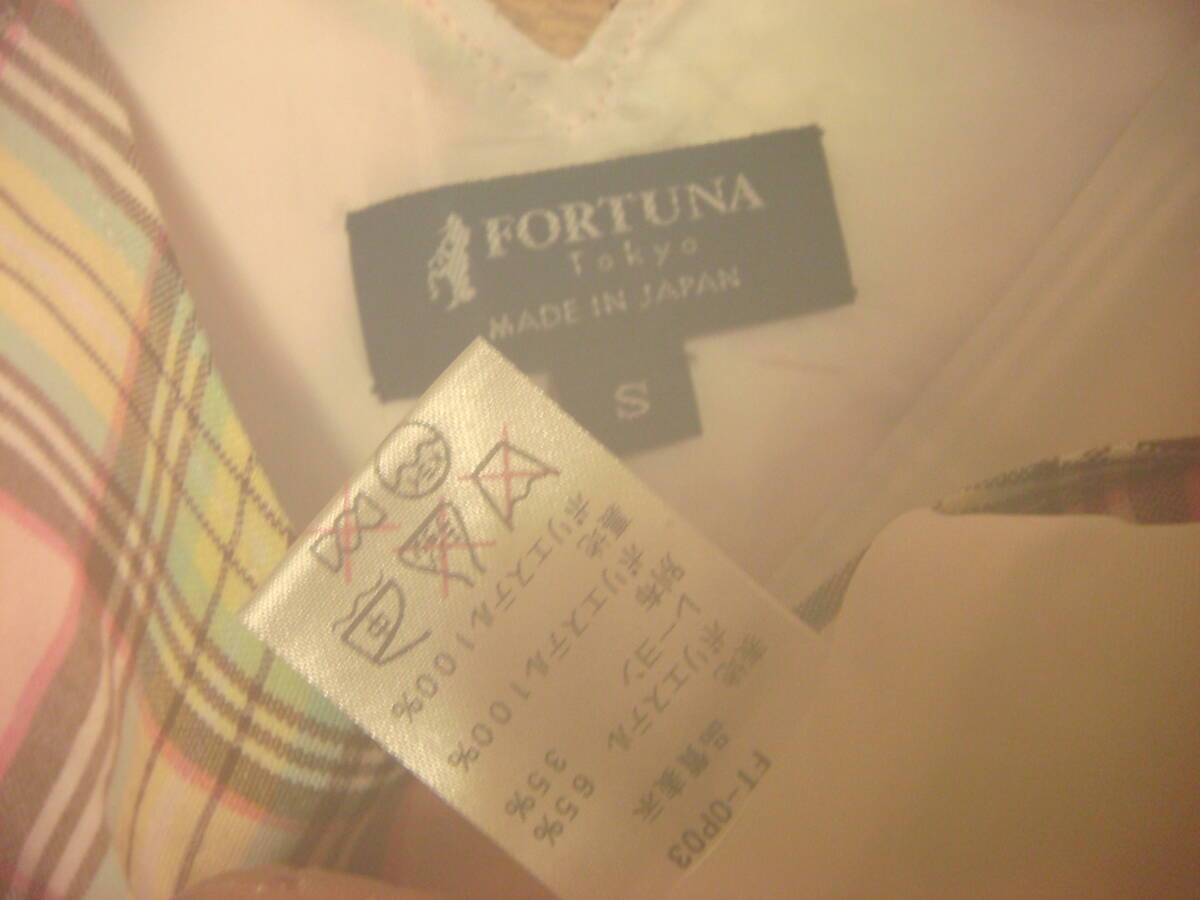 FORTUNA
Tokyo
MADE IN JAPAN
S
FT-0P03
品質表示
表地
ポリエステル 65%
レーヨン 35%
別布
ポリエステル100%
裏地
ポリエステル100%
中